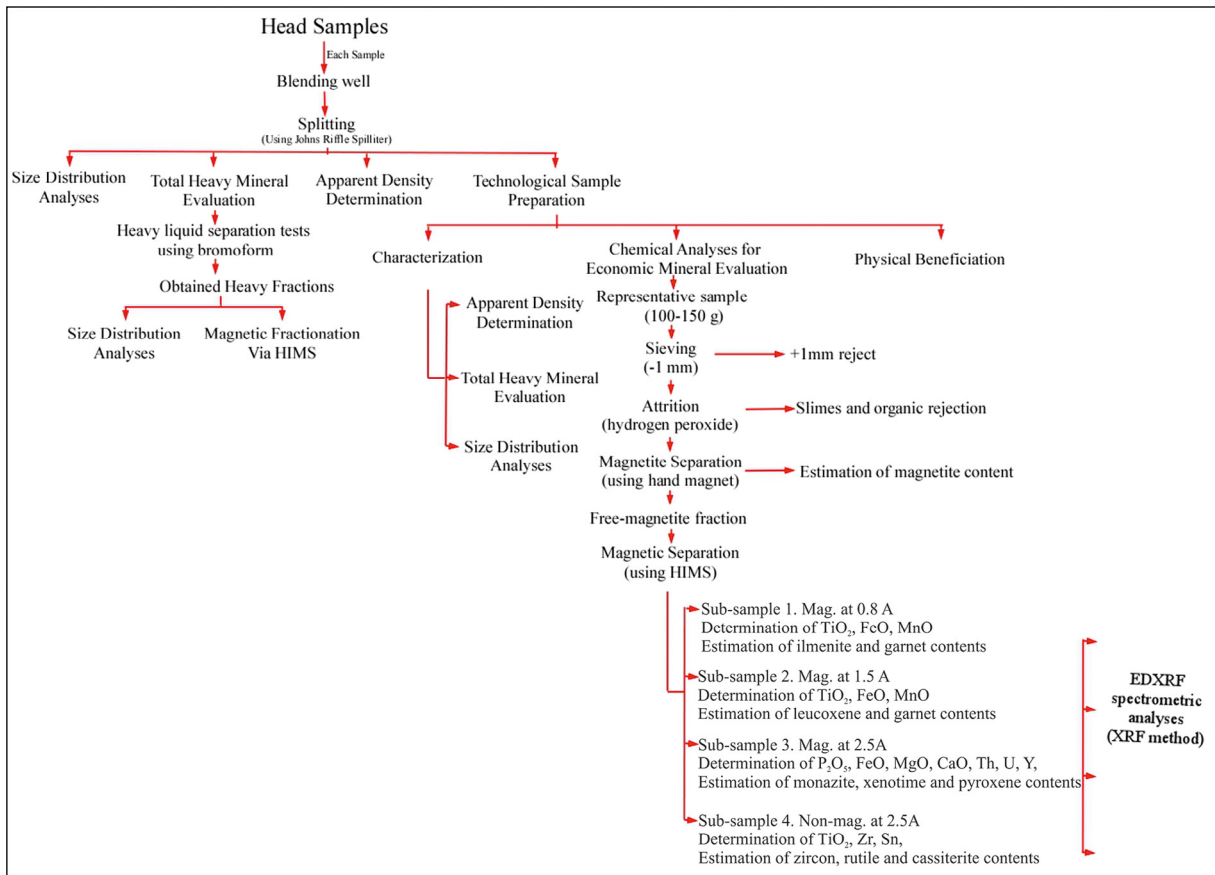 Head Samples
Each Sample
Blending well
Splitting
(Using Johns Riffle Spilliter)
Size Distribution
Analyses
Total Heavy Mineral
Evaluation
Apparent Density
Determination
Technological Sample
Preparation
Heavy liquid separation tests
using bromoform
Obtained Heavy Fractions
Size Distribution
Analyses
Magnetic Fractionation
Via HIMS
Characterization
Chemical Analyses for
Economic Mineral Evaluation
Physical Beneficiation
Apparent Density
Determination
Total Heavy Mineral
Evaluation
Size Distribution
Analyses
Representative sample
(100-150 g)
Sieving
(-1 mm)
+1mm reject
Attrition
(hydrogen peroxide)
Slimes and organic rejection
Magnetite Separation
(using hand magnet)
Estimation of magnetite content
Free-magnetite fraction
Magnetic Separation
(using HIMS)
Sub-sample 1. Mag. at 0.8 A
Determination of TiO₂, FeO, MnO
Estimation of ilmenite and garnet contents
Sub-sample 2. Mag. at 1.5 A
Determination of TiO₂, FeO, MnO
Estimation of leucoxene and garnet contents
Sub-sample 3. Mag. at 2.5A
Determination of P₂O₅, FeO, MgO, CaO, Th, U, Y,
Estimation of monazite, xenotime and pyroxene contents
Sub-sample 4. Non-mag. at 2.5A
Determination of TiO₂, Zr, Sn,
Estimation of zircon, rutile and cassiterite contents
EDXRF
spectrometric
analyses
(XRF method)